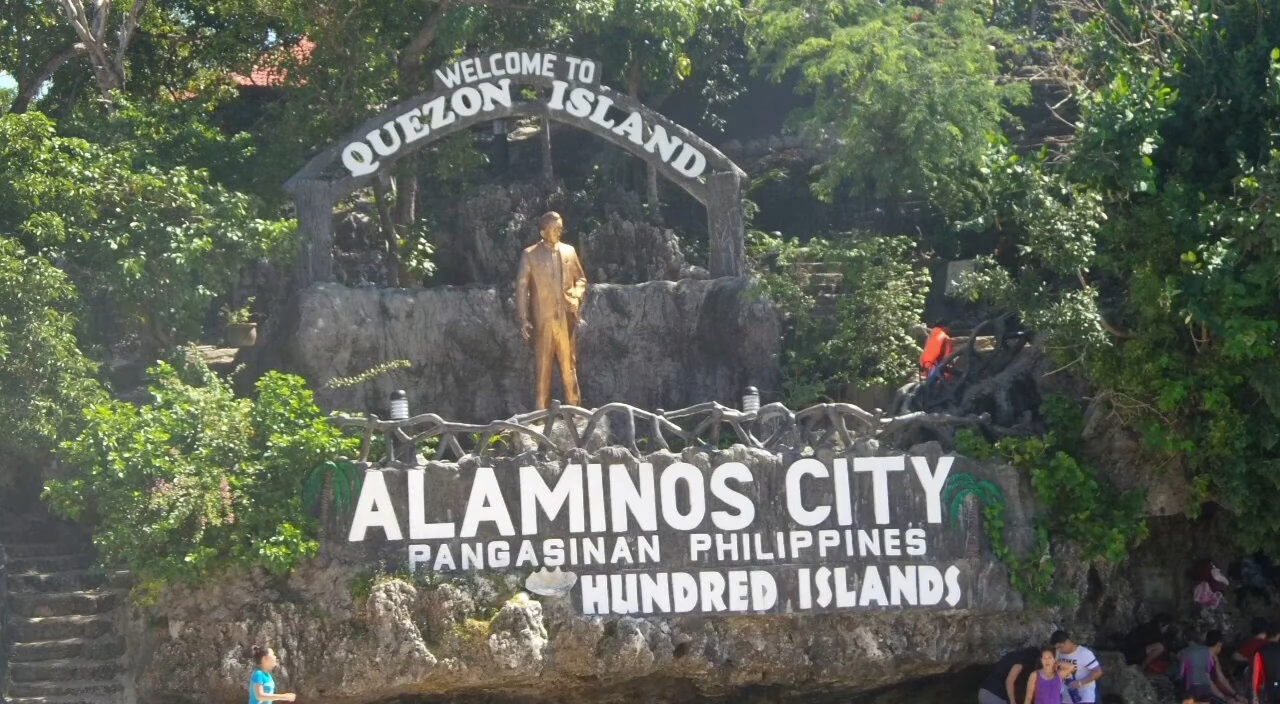 WELCOME TO
QUEZON ISLAND
ALAMINOS CITY
PANGASINAN PHILIPPINES
HUNDRED ISLANDS